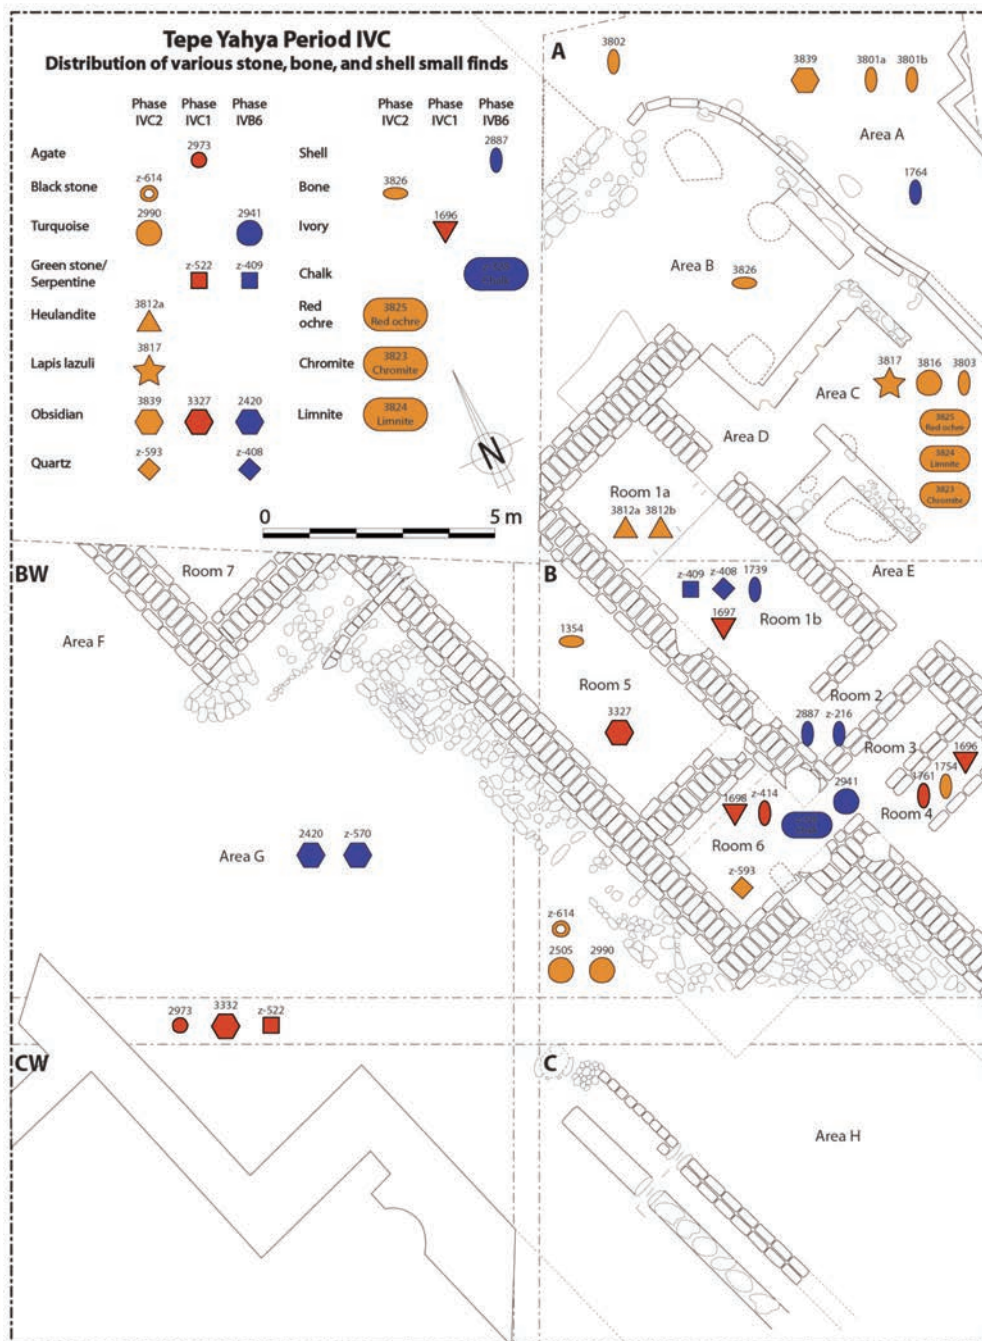 Tepe Yahya Period IVC
Distribution of various stone, bone, and shell small finds
Phase IVC2
Phase IVC1
Phase IVB6
Agate
2973
Black stone
z-614
Turquoise
2990
2941
Green stone/
Serpentine
z-522
z-409
Heulandite
3812a
Lapis lazuli
3817
Obsidian
3839
3327
2420
Quartz
z-593
z-408
Phase IVC2
Phase IVC1
Phase IVB6
Shell
2887
Bone
3826
Ivory
1696
Chalk
Red
ochre
3825
Red ochre
Chromite
3823
Chromite
Limnite
3824
Limnite
N
0
5 m
A
3802
3839
3801a
3801b
Area A
1764
Area B
3826
Area C
3817
3816
3803
3825
Red ochre
3824
Limnite
3823
Chromite
Area D
Room 1a
3812a
3812b
Area E
BW
Room 7
Area F
Area G
2420
z-570
B
z-409
z-408
1739
1697
Room 1b
1354
Room 5
3327
Room 2
2887
z-216
Room 3
1696
1761
1754
Room 4
2941
1698
z-414
Room 6
z-593
z-614
2505
2990
2973
3332
z-522
CW
C
Area H